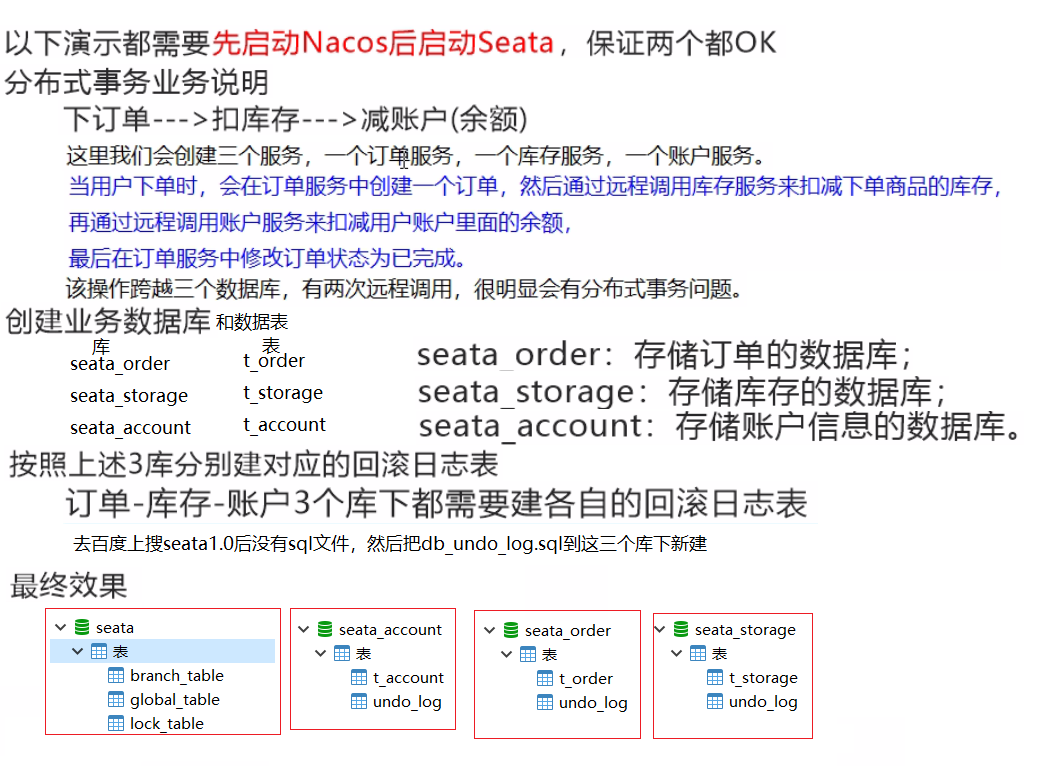 以下演示都需要先启动Nacos后启动Seata，保证两个都OK
分布式事务业务说明
下订单--->扣库存--->减账户(余额)
这里我们会创建三个服务，一个订单服务，一个库存服务，一个账户服务。
当用户下单时，会在订单服务中创建一个订单，然后通过远程调用库存服务来扣减下单商品的库存，
再通过远程调用账户服务来扣减用户账户里面的余额，
最后在订单服务中修改订单状态为已完成。
该操作跨越三个数据库，有两次远程调用，很明显会有分布式事务问题。
创建业务数据库 和数据表
库 表
seata_order t_order
seata_storage t_storage
seata_account t_account
seata_order：存储订单的数据库；
seata_storage：存储库存的数据库；
seata_account：存储账户信息的数据库。
按照上述3库分别建对应的回滚日志表
订单-库存-账户3个库下都需要建各自的回滚日志表
去百度上搜seata1.0后没有sql文件，然后把db_undo_log.sql到这三个库下新建
最终效果
seata
表
branch_table
global_table
lock_table
seata_account
表
t_account
undo_log
seata_order
表
t_order
undo_log
seata_storage
表
t_storage
undo_log